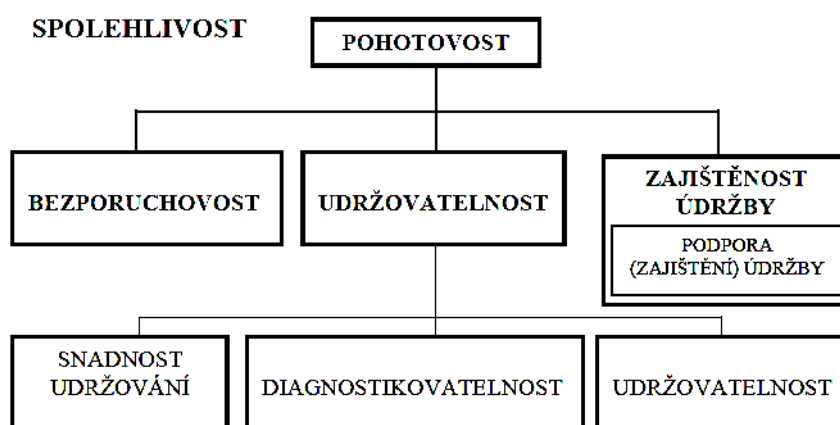 SPOLEHLIVOST
POHOTOVOST
BEZPORUCHOVOST
UDRŽOVATELNOST
ZAJIŠTĚNOST
ÚDRŽBY
PODPORA
(ZAJIŠTĚNÍ) ÚDRŽBY
SNADNOST
UDRŽOVÁNÍ
DIAGNOSTIKOVATELNOST
UDRŽOVATELNOST